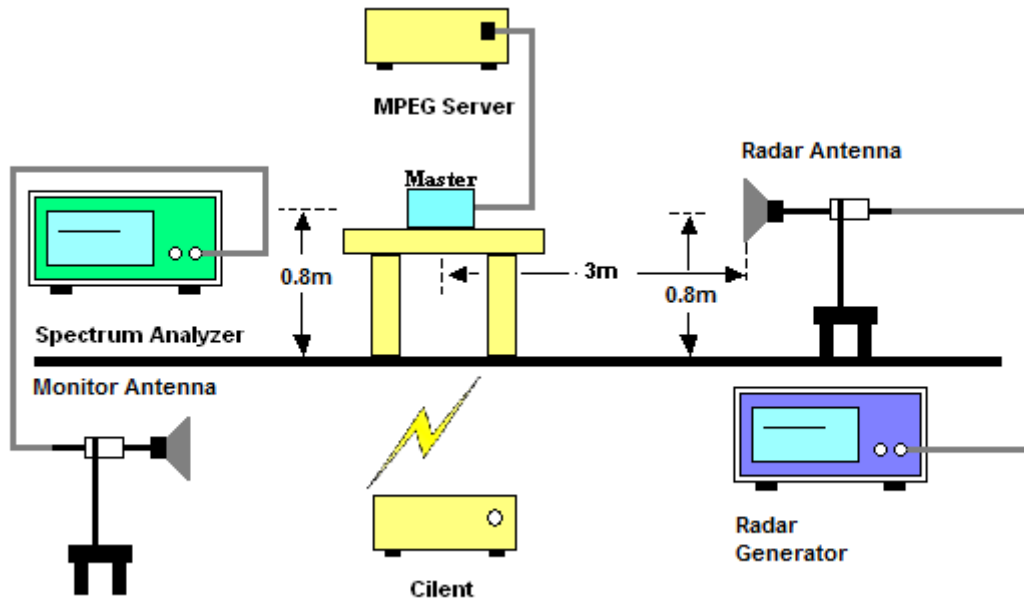 MPEG Server
Radar Antenna
Master
0.8m
3m
0.8m
Spectrum Analyzer
Monitor Antenna
Radar
Generator
Cilent